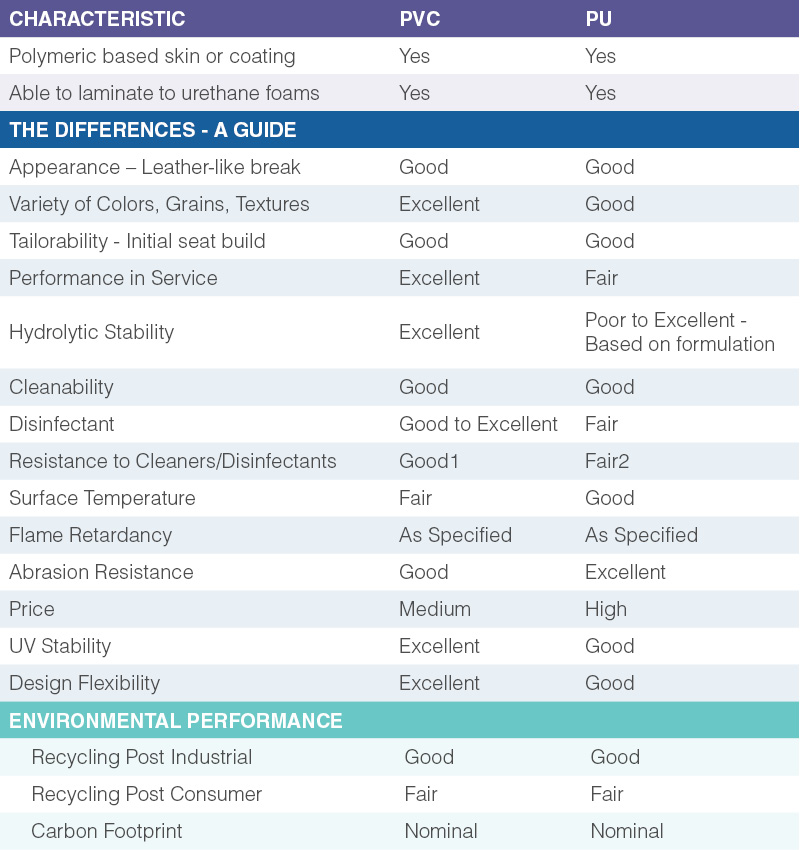 CHARACTERISTIC PVC PU
Polymeric based skin or coating Yes Yes
Able to laminate to urethane foams Yes Yes
THE DIFFERENCES - A GUIDE
Appearance – Leather-like break Good Good
Variety of Colors, Grains, Textures Excellent Good
Tailorability - Initial seat build Good Good
Performance in Service Excellent Fair
Hydrolytic Stability Excellent Poor to Excellent -
Based on formulation
Cleanability Good Good
Disinfectant Good to Excellent Fair
Resistance to Cleaners/Disinfectants Good1 Fair2
Surface Temperature Fair Good
Flame Retardancy As Specified As Specified
Abrasion Resistance Good Excellent
Price Medium High
UV Stability Excellent Good
Design Flexibility Excellent Good
ENVIRONMENTAL PERFORMANCE
Recycling Post Industrial Good Good
Recycling Post Consumer Fair Fair
Carbon Footprint Nominal Nominal